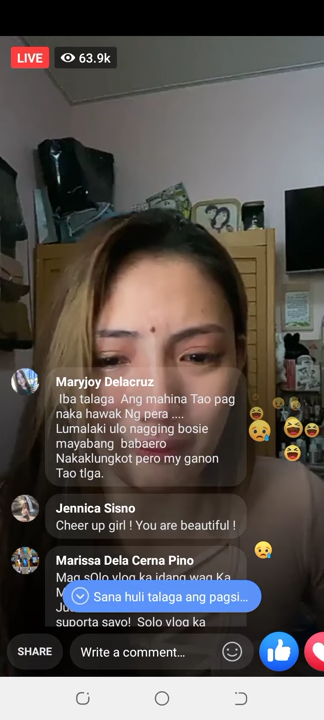 LIVE 63.9k
Maryjoy Delacruz
Iba talaga Ang mahina Tao pag
naka hawak Ng pera ....
Lumalaki ulo nagging bosie
mayabang babaero
Nakaklungkot pero my ganon
Tao tlga.
Jennica Sisno
Cheer up girl ! You are beautiful !
Marissa Dela Cerna Pino
Mag sOlo vlog ka idang wag Ka
Sana huli talaga ang pagsi...
suporta sayo! Solo vlog ka
SHARE
Write a comment...